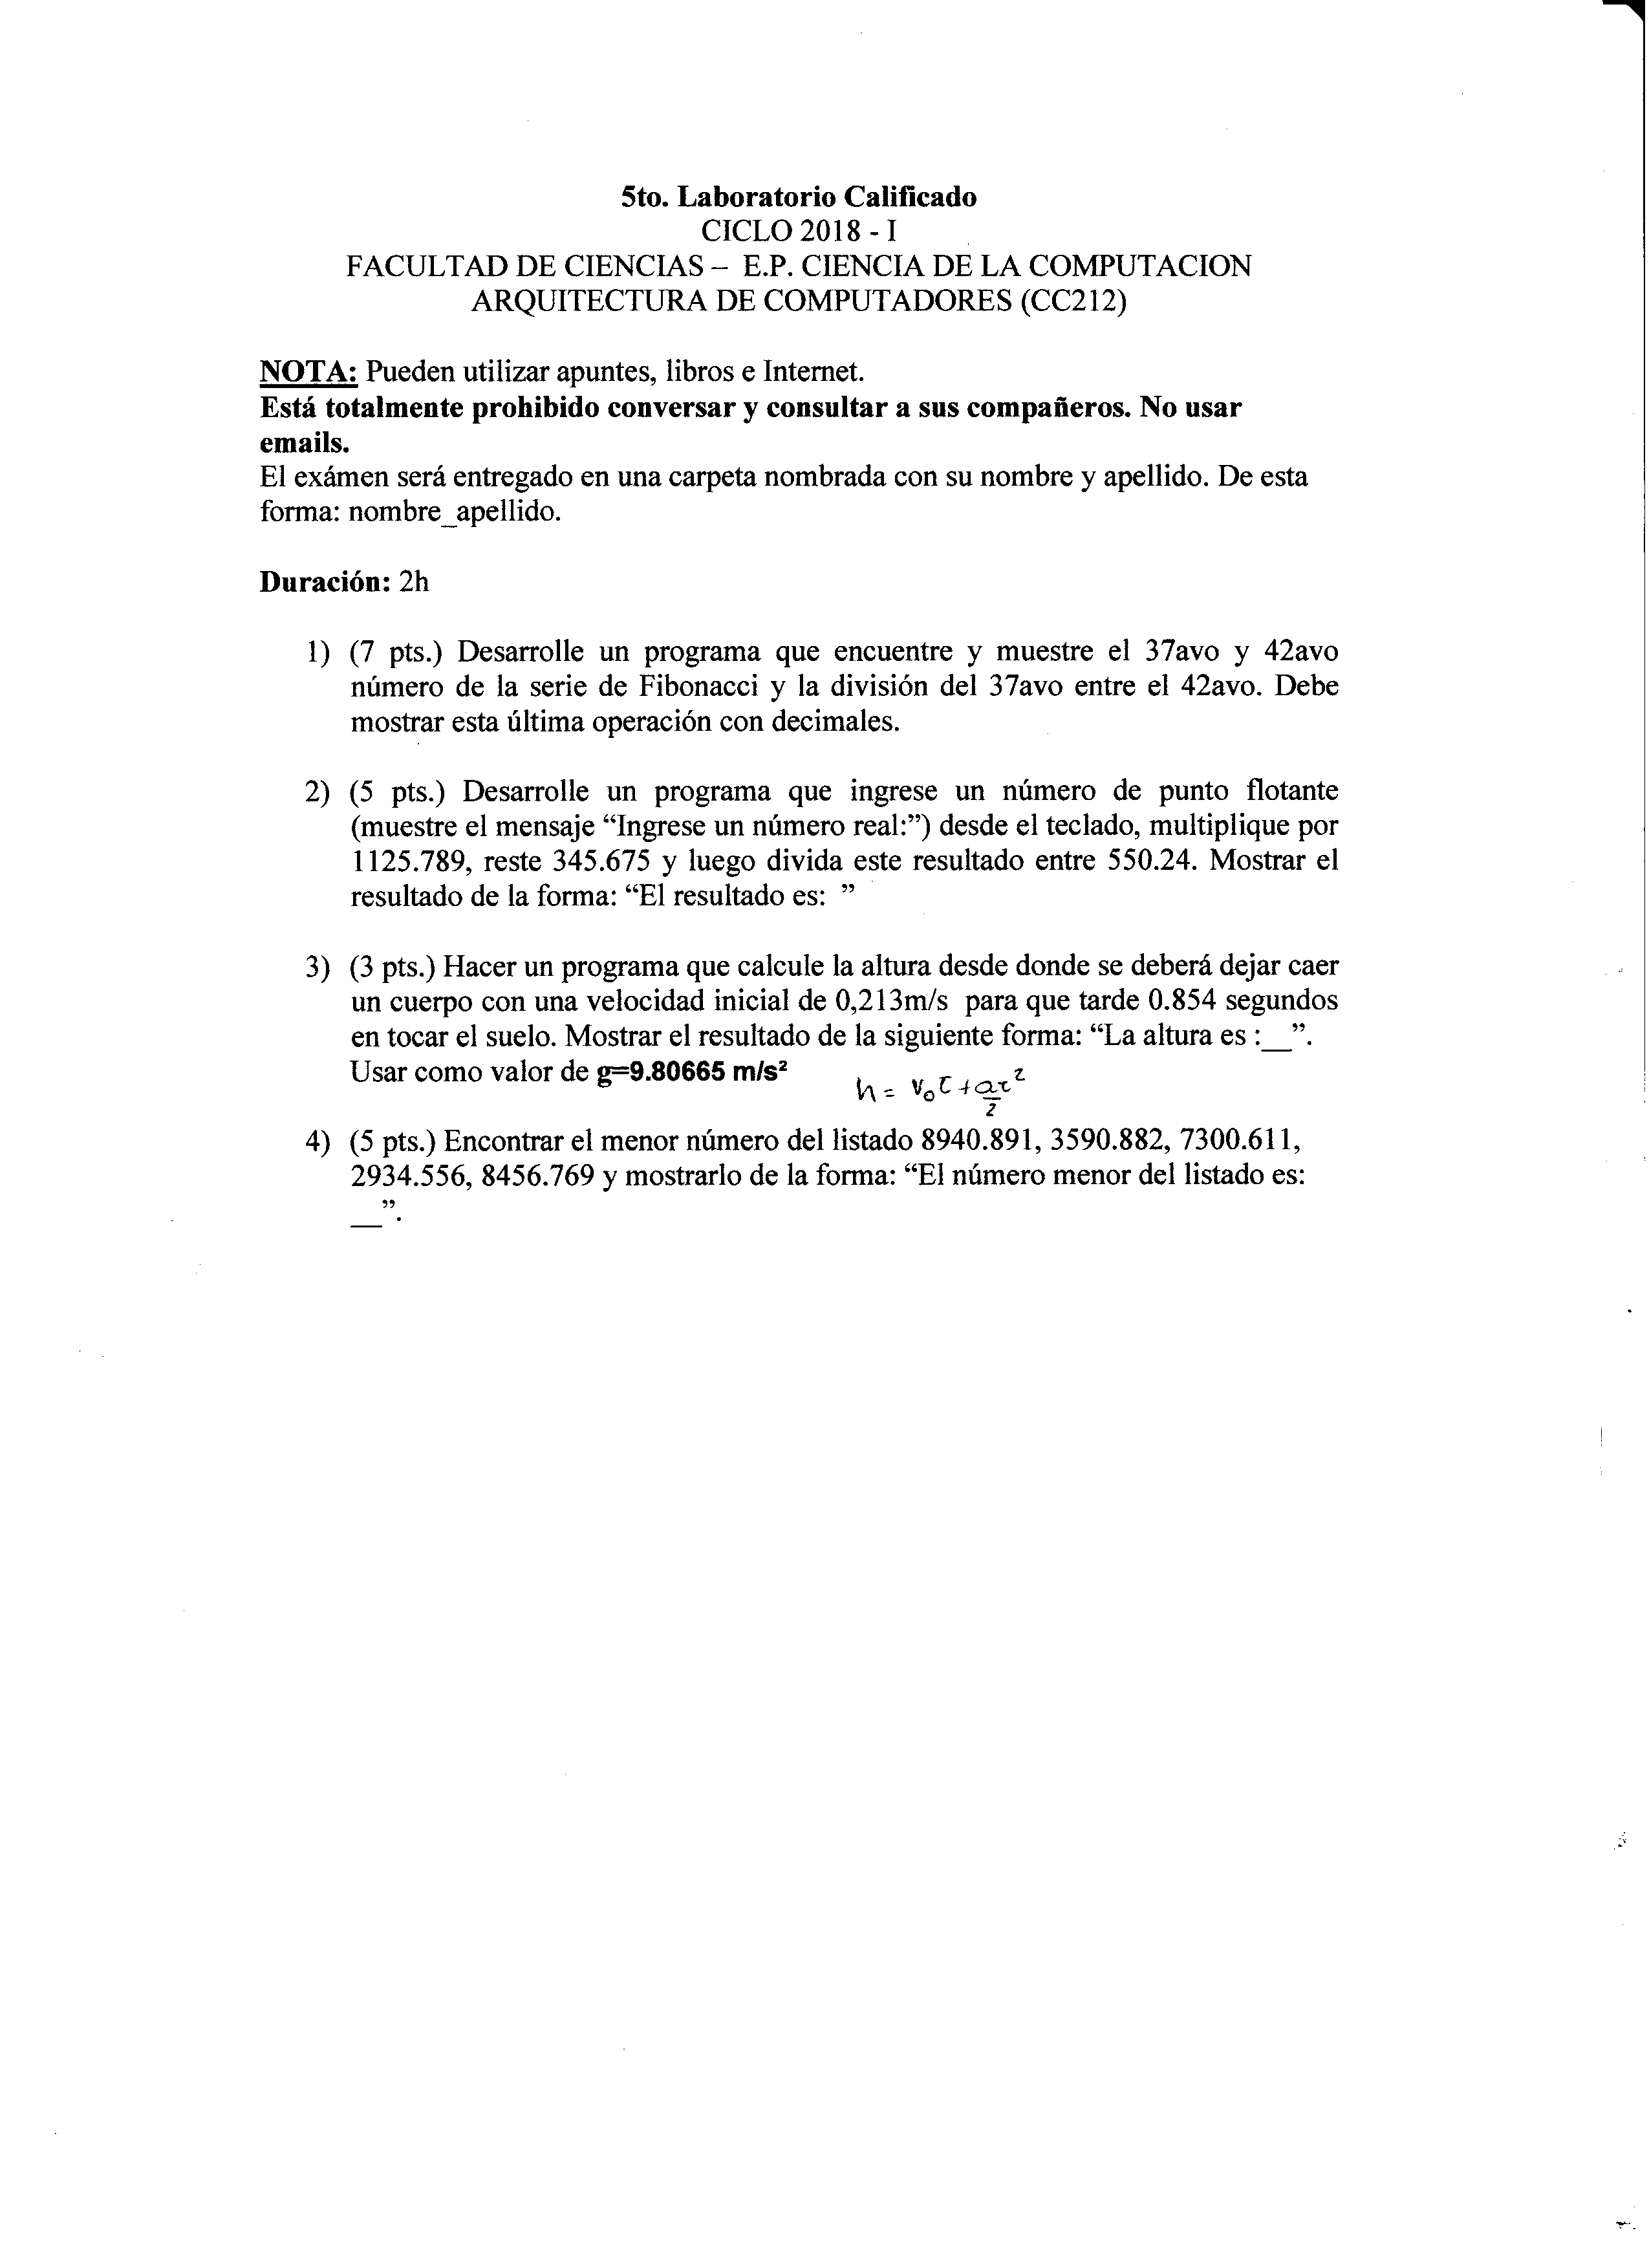 5to. Laboratorio Calificado
CICLO 2018 - I
FACULTAD DE CIENCIAS – E.P. CIENCIA DE LA COMPUTACION
ARQUITECTURA DE COMPUTADORES (CC212)
NOTA: Pueden utilizar apuntes, libros e Internet.
Está totalmente prohibido conversar y consultar a sus compañeros. No usar
emails.
El exámen será entregado en una carpeta nombrada con su nombre y apellido. De esta
forma: nombre_apellido.
Duración: 2h
1) (7 pts.) Desarrolle un programa que encuentre y muestre el 37avo y 42avo
número de la serie de Fibonacci y la división del 37avo entre el 42avo. Debe
mostrar esta última operación con decimales.
2) (5 pts.) Desarrolle un programa que ingrese un número de punto flotante
(muestre el mensaje “Ingrese un número real:”) desde el teclado, multiplique por
1125.789, reste 345.675 y luego divida este resultado entre 550.24. Mostrar el
resultado de la forma: “El resultado es: ”
3) (3 pts.) Hacer un programa que calcule la altura desde donde se deberá dejar caer
un cuerpo con una velocidad inicial de 0,213m/s para que tarde 0.854 segundos
en tocar el suelo. Mostrar el resultado de la siguiente forma: “La altura es :__”.
Usar como valor de g=9.80665 m/s²
h = v₀t + at²/2
4) (5 pts.) Encontrar el menor número del listado 8940.891, 3590.882, 7300.611,
2934.556, 8456.769 y mostrarlo de la forma: “El número menor del listado es:
__”.